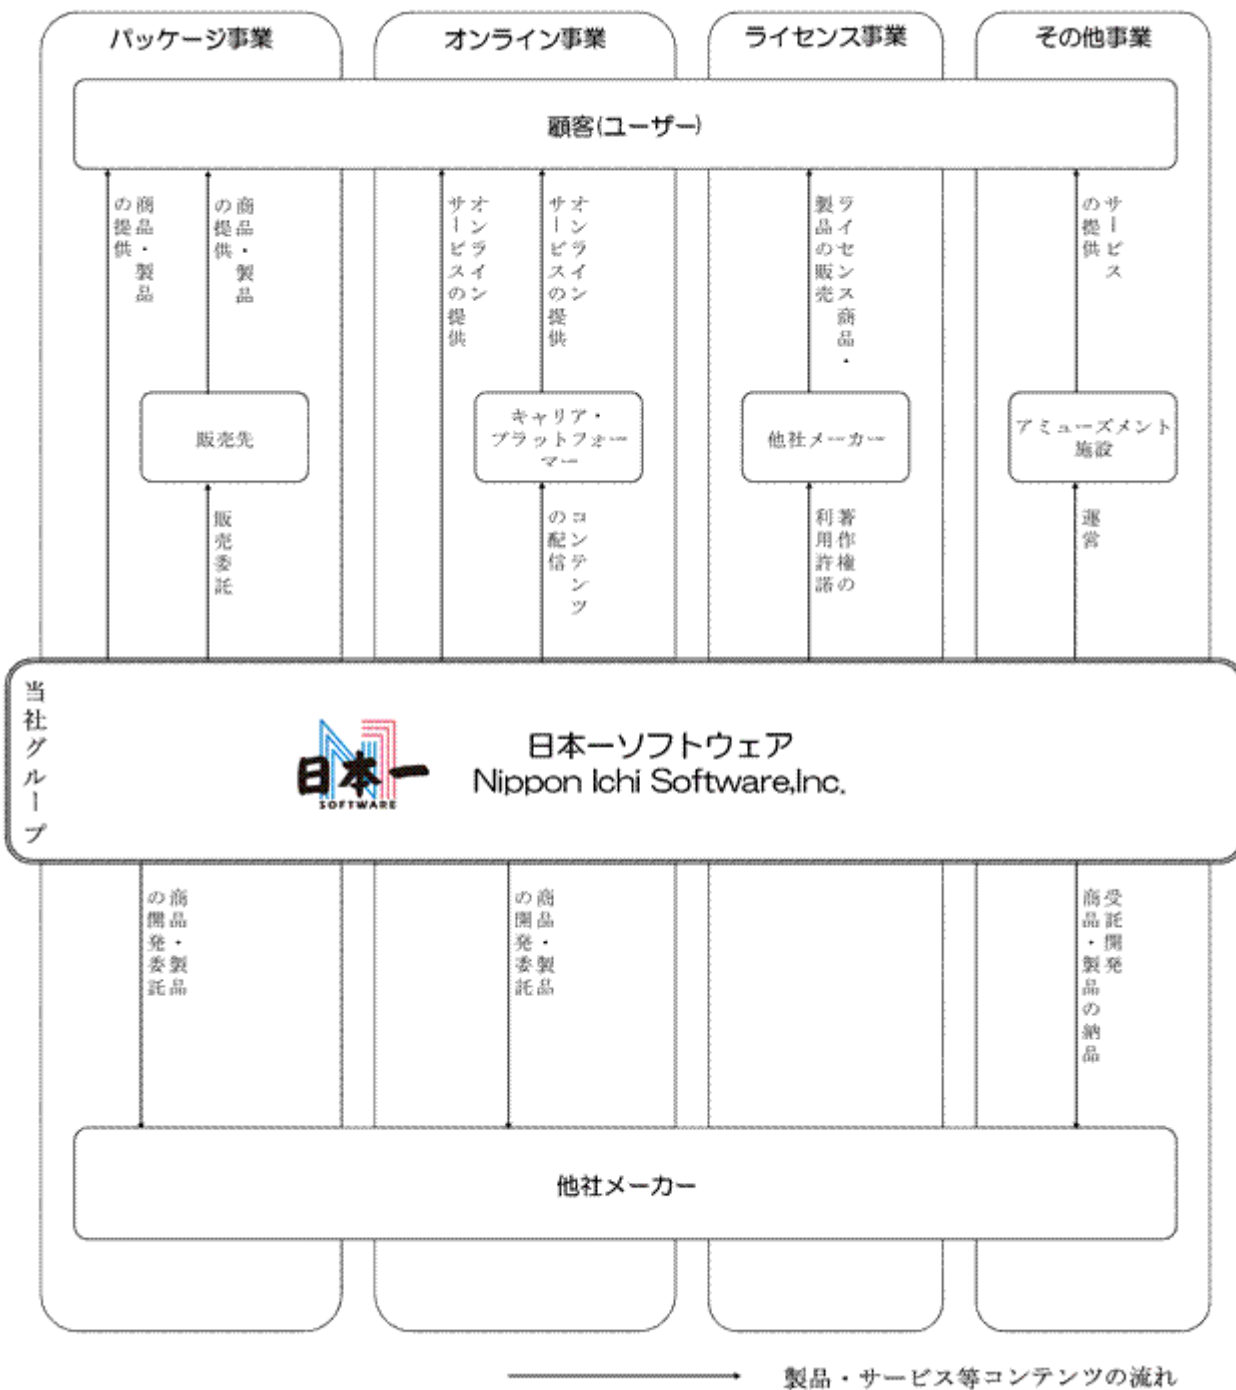 パッケージ事業
オンライン事業
ライセンス事業
その他事業
顧客(ユーザー)
商品・製品
の提供
商品・製品
の提供
オンライン
サービスの提供
オンライン
サービスの提供
ライセンス商品・
製品の販売
サービス
の提供
販売先
キャリア・
プラットフォー
マー
他社メーカー
アミューズメント
施設
販売委託
コンテンツ
の配信
著作権の
利用許諾
運営
当社グループ
日本一
SOFTWARE
日本一ソフトウェア
Nippon Ichi Software,Inc.
商品・製品
の開発委託
商品・製品
の開発委託
受託開発
商品・製品の納品
他社メーカー
製品・サービス等コンテンツの流れ